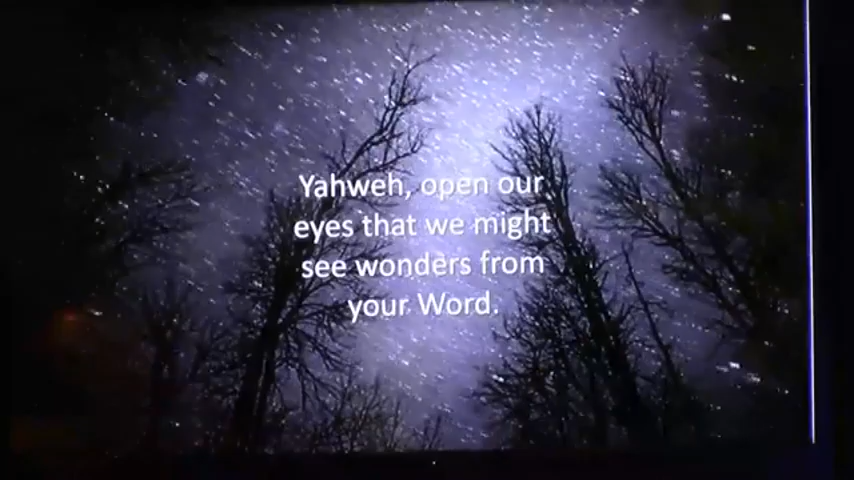 Yahweh, open our
eyes that we might
see wonders from
your Word.